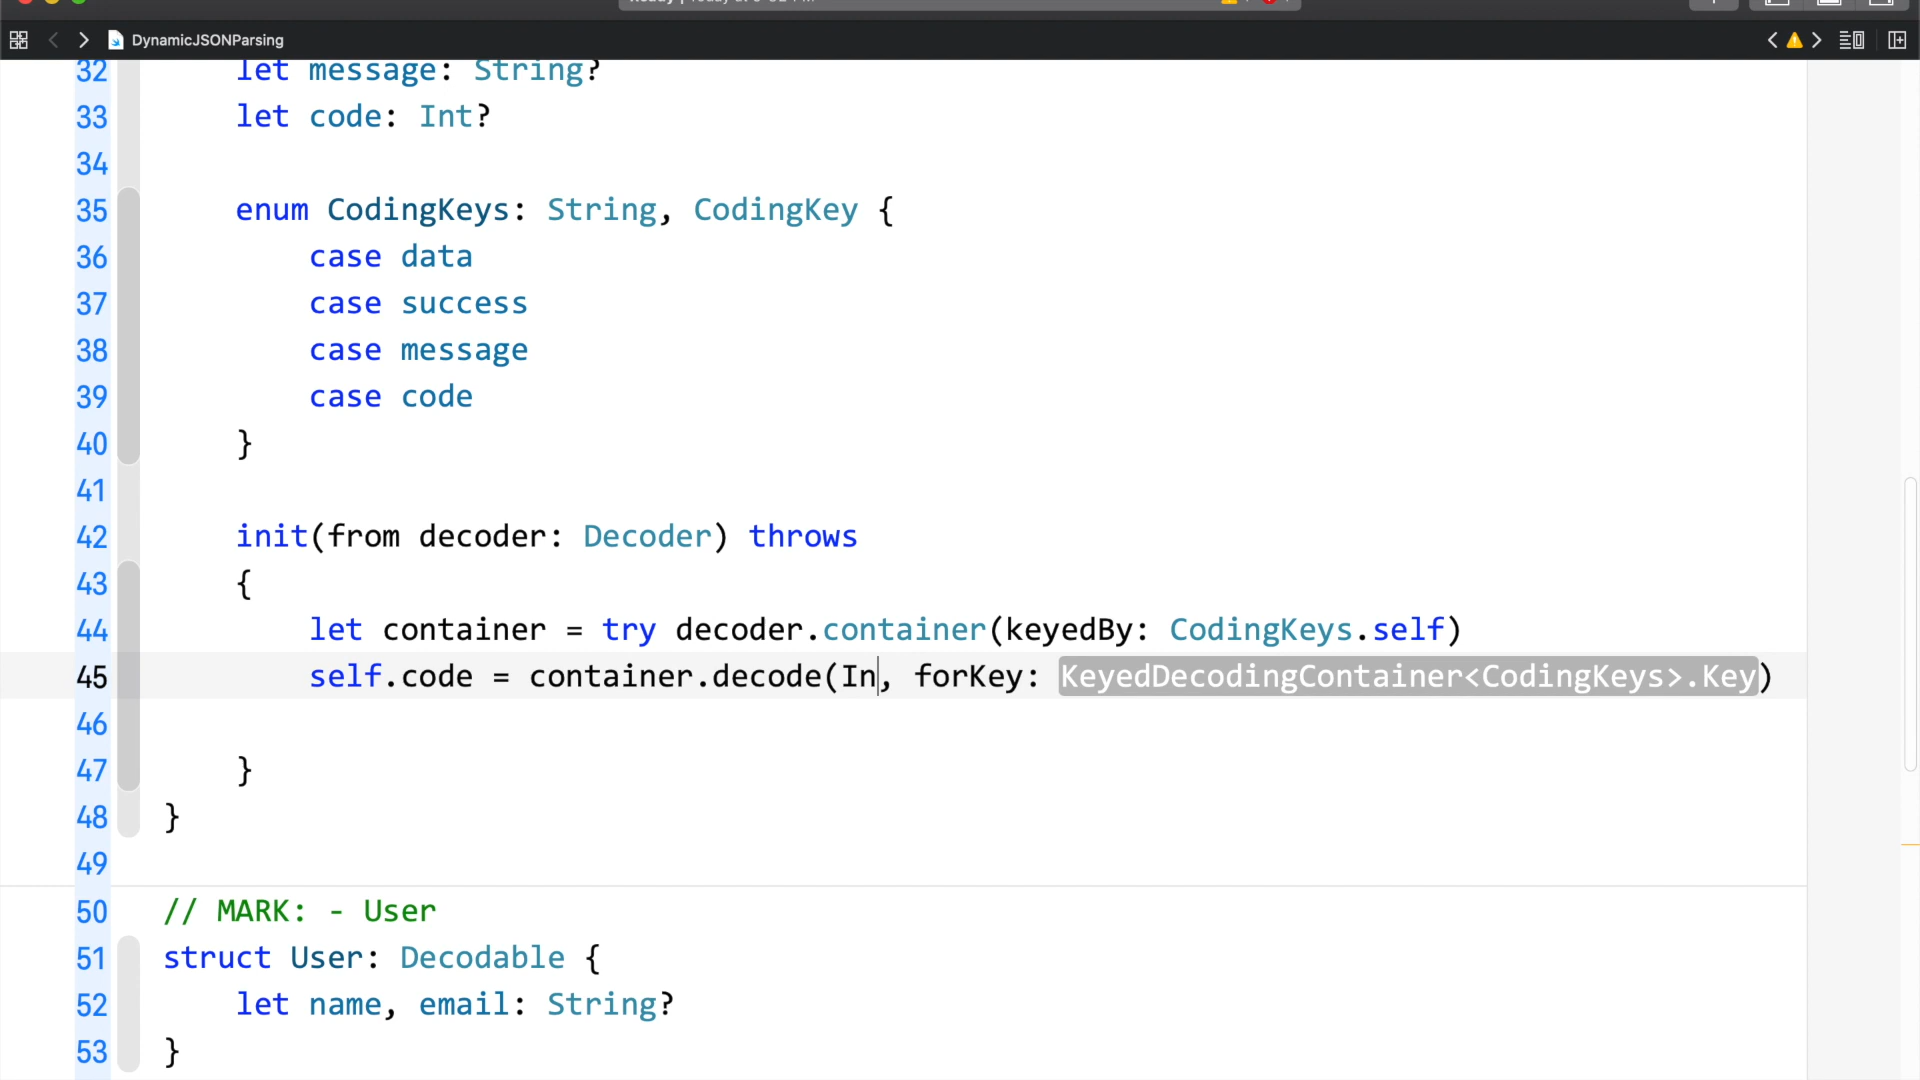 DynamicJSONParsing
32 let message: String?
33 let code: Int?
34
35 enum CodingKeys: String, CodingKey {
36 case data
37 case success
38 case message
39 case code
40 }
41
42 init(from decoder: Decoder) throws
43 {
44 let container = try decoder.container(keyedBy: CodingKeys.self)
45 self.code = container.decode(In, forKey: KeyedDecodingContainer<CodingKeys>.Key)
46
47 }
48 }
49
50 // MARK: - User
51 struct User: Decodable {
52 let name, email: String?
53 }